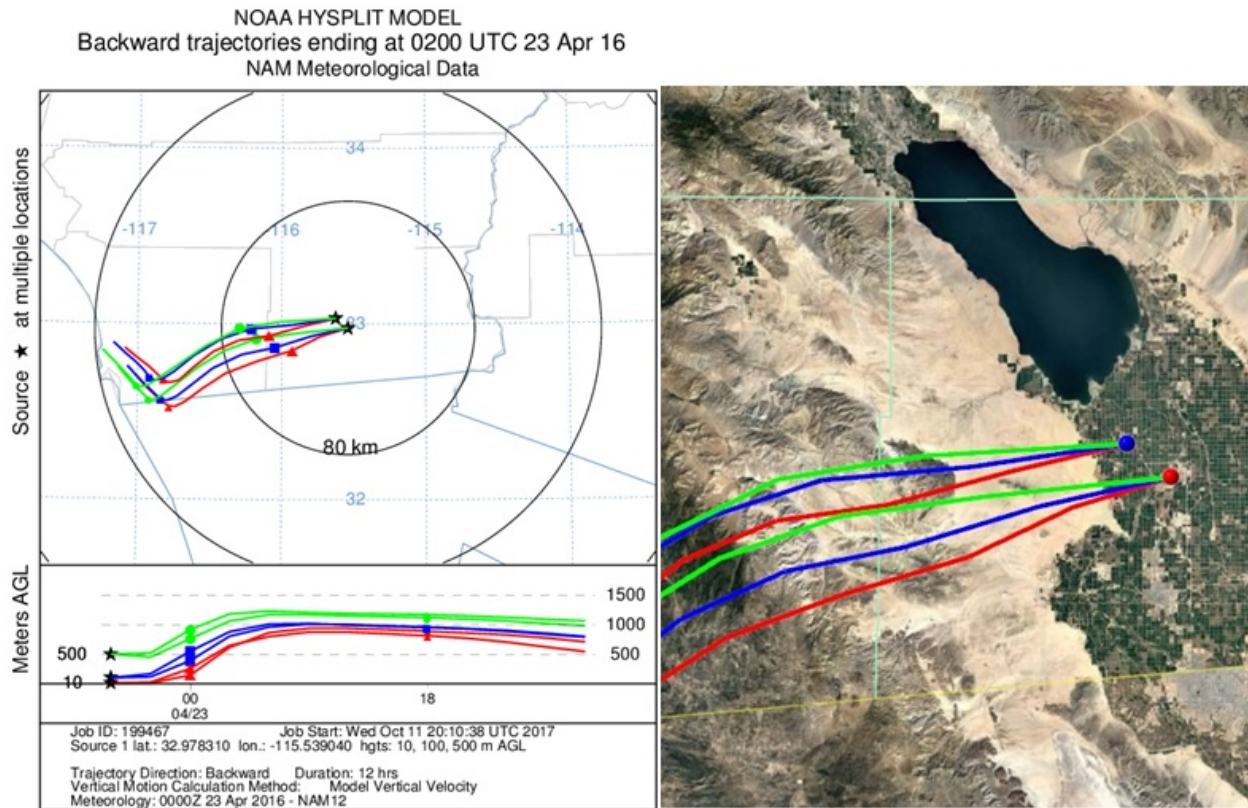 NOAA HYSPLIT MODEL
Backward trajectories ending at 0200 UTC 23 Apr 16
NAM Meteorological Data
Source ★ at multiple locations
34
-117
116
-115
-114
33
80 km
32
Meters AGL
1500
1000
500
500
10
00
18
04/23
Job ID: 199467 Job Start: Wed Oct 11 20:10:38 UTC 2017
Source 1 lat.: 32.978310 lon.: -115.539040 hgts: 10, 100, 500 m AGL
Trajectory Direction: Backward Duration: 12 hrs
Vertical Motion Calculation Method: Model Vertical Velocity
Meteorology: 0000Z 23 Apr 2016 - NAM12